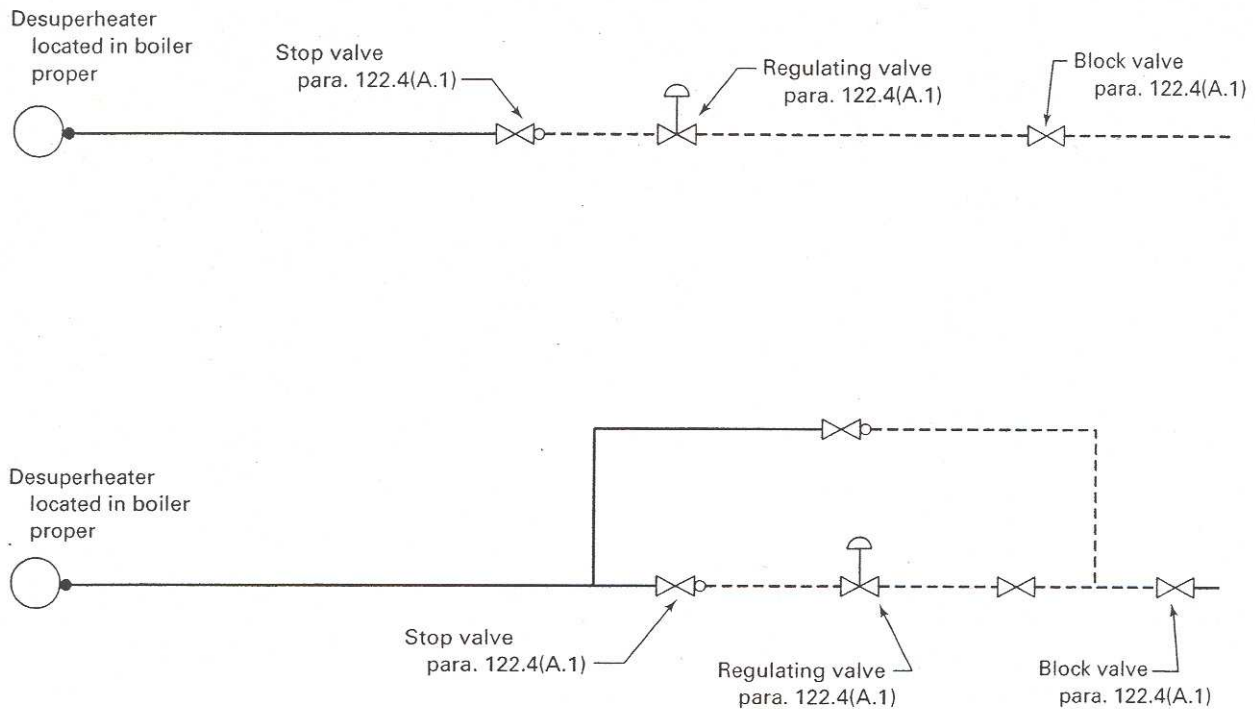 Desuperheater
located in boiler
proper
Stop valve
para. 122.4(A.1)
Regulating valve
para. 122.4(A.1)
Block valve
para. 122.4(A.1)
Desuperheater
located in boiler
proper
Stop valve
para. 122.4(A.1)
Regulating valve
para. 122.4(A.1)
Block valve
para. 122.4(A.1)